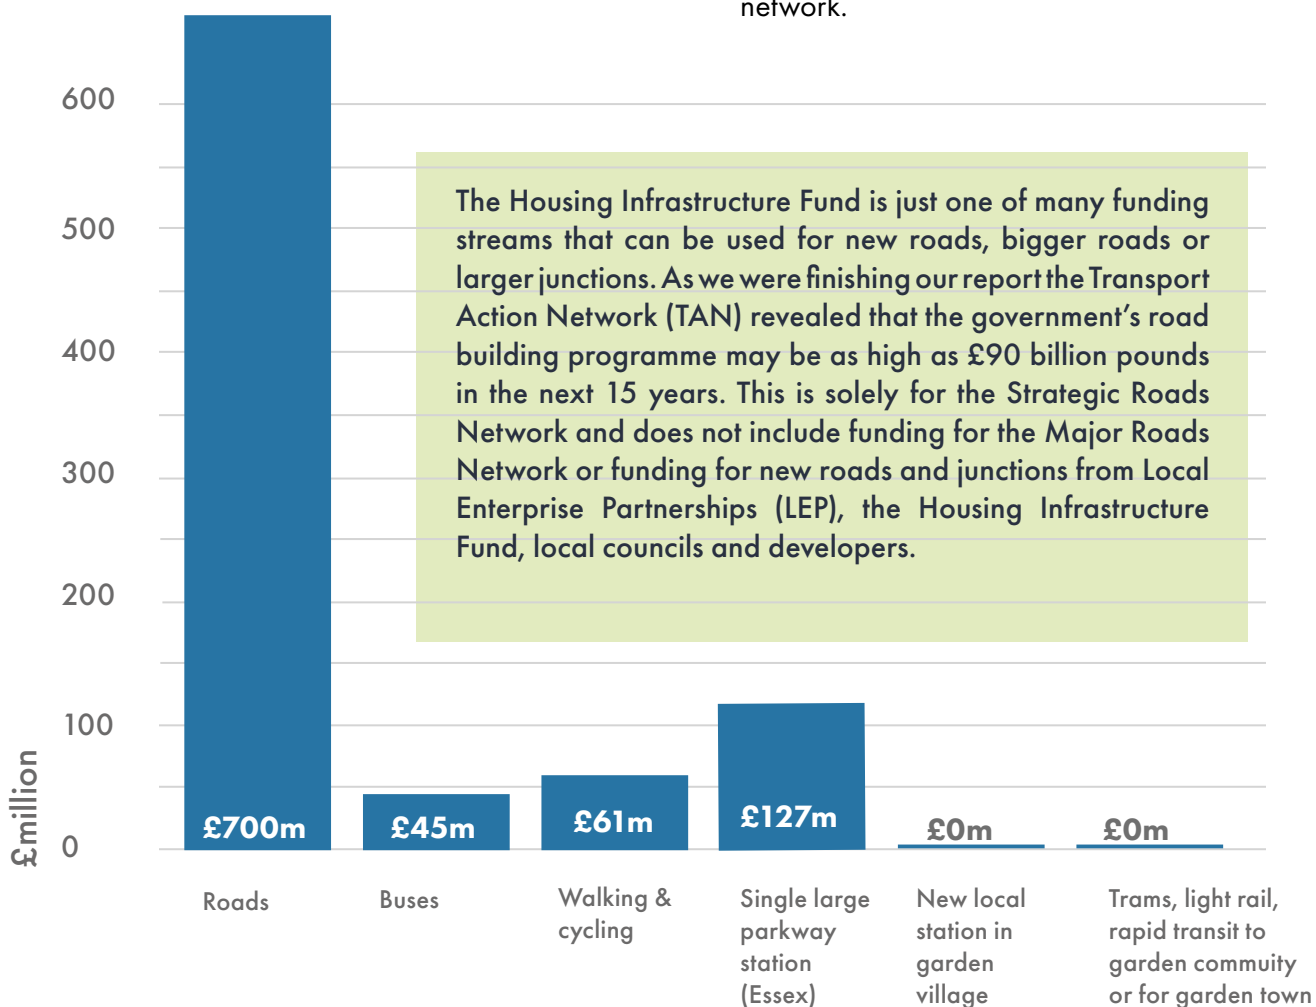 network.
600
500
400
300
200
100
0
£million
The Housing Infrastructure Fund is just one of many funding
streams that can be used for new roads, bigger roads or
larger junctions. As we were finishing our report the Transport
Action Network (TAN) revealed that the government's road
building programme may be as high as £90 billion pounds
in the next 15 years. This is solely for the Strategic Roads
Network and does not include funding for the Major Roads
Network or funding for new roads and junctions from Local
Enterprise Partnerships (LEP), the Housing Infrastructure
Fund, local councils and developers.
£700m
£45m
£61m
£127m
£0m
£0m
Roads
Buses
Walking &
cycling
Single large
parkway
station
(Essex)
New local
station in
garden
village
Trams, light rail,
rapid transit to
garden commuity
or for garden town